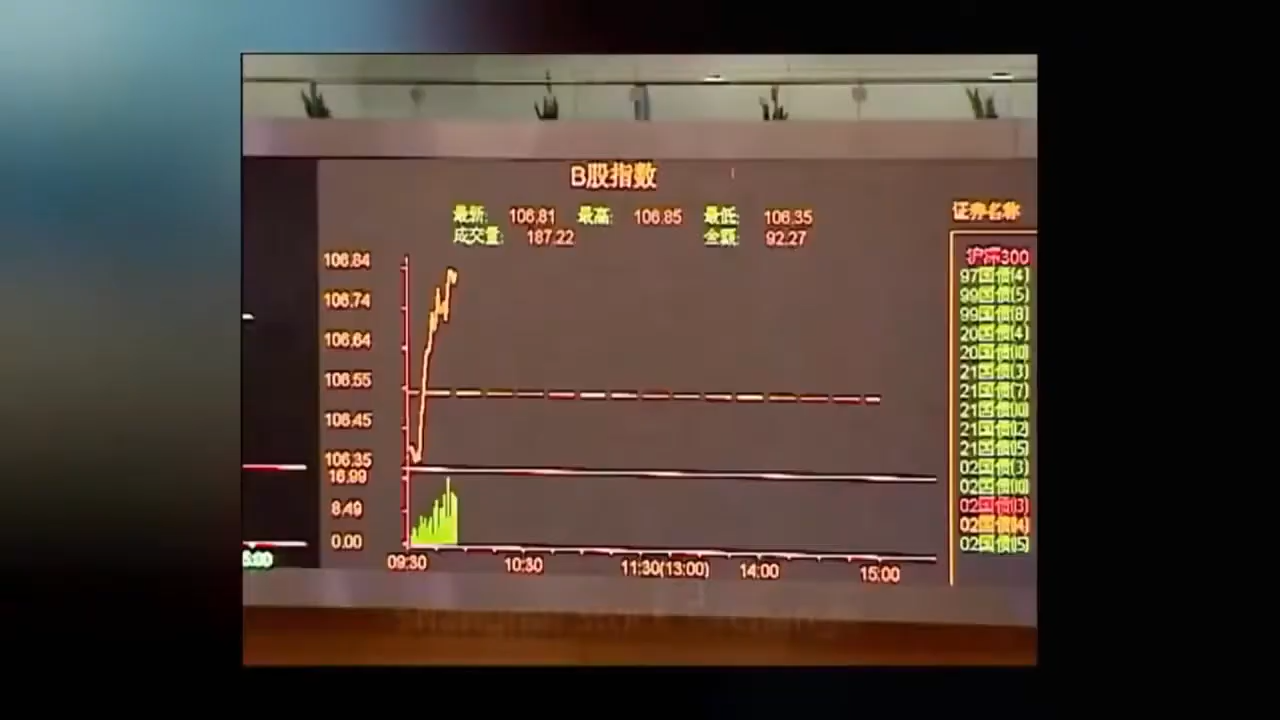 B股指数
最新: 106.81 最高: 106.85 最低: 106.35
成交量: 187.22 金额: 92.27
106.84
106.74
106.64
106.55
106.45
106.35
16.99
8.49
0.00
09:30 10:30 11:30(13:00) 14:00 15:00
证券名称
沪深300
97国债(4)
99国债(5)
99国债(8)
20国债(4)
20国债(10)
21国债(3)
21国债(7)
21国债(10)
21国债(12)
21国债(15)
02国债(3)
02国债(10)
02国债(13)
02国债(14)
02国债(15)